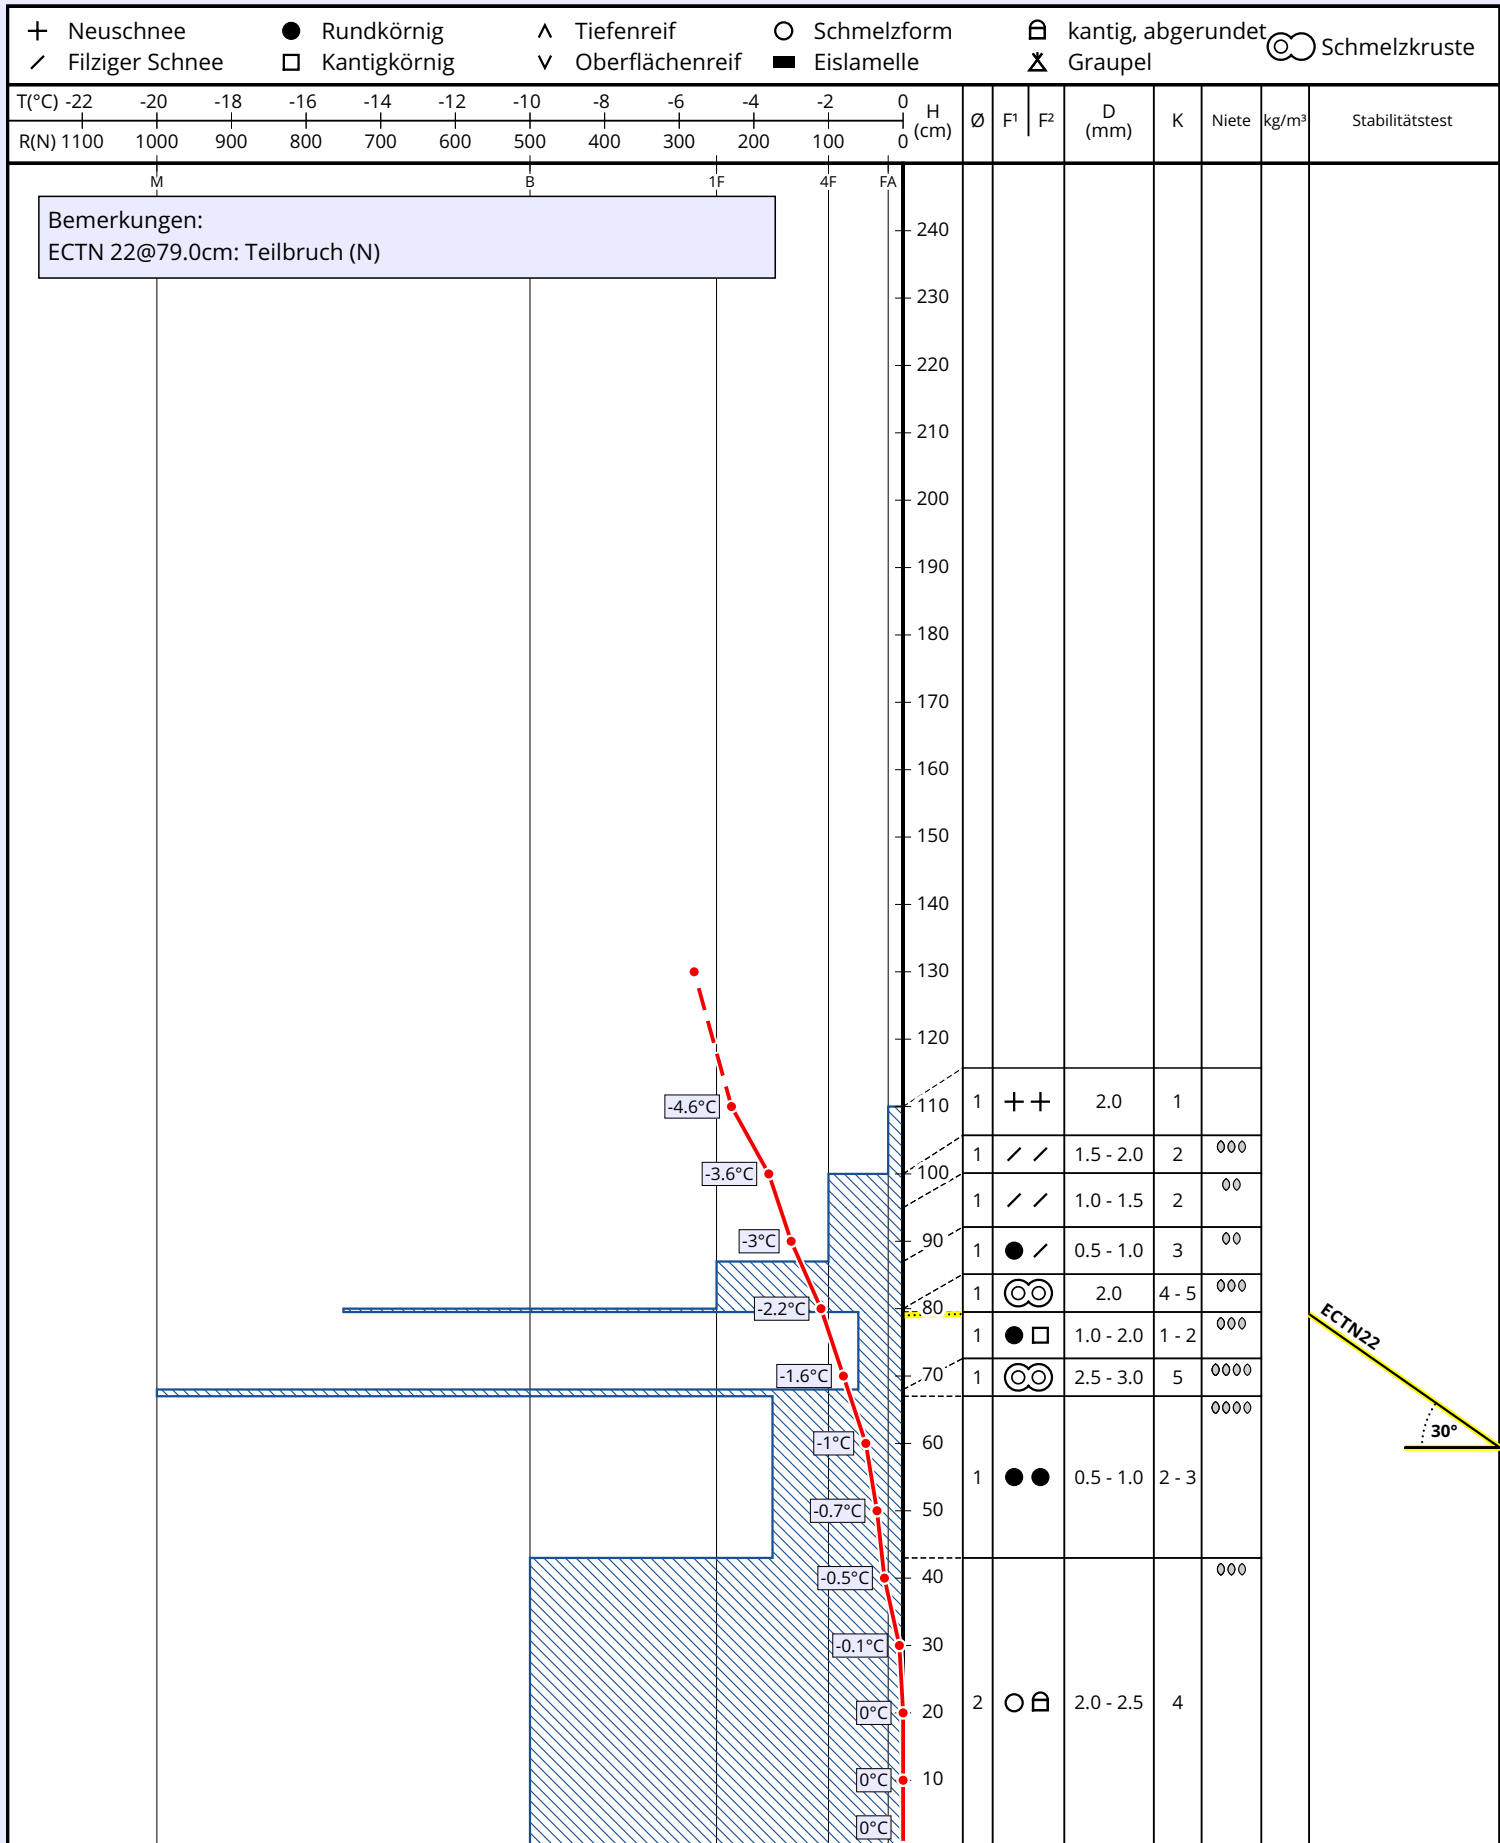 Neuschnee Rundkörnig Tiefenreif Schmelzform kantig, abgerundet Schmelzkruste
Filziger Schnee Kantigkörnig Oberflächenreif Eislamelle Graupel
T(°C) -22 -20 -18 -16 -14 -12 -10 -8 -6 -4 -2 0
R(N) 1100 1000 900 800 700 600 500 400 300 200 100 0
H (cm) Ø F¹ F² D (mm) K Niete kg/m³ Stabilitätstest
M B 1F 4F FA
Bemerkungen:
ECTN 22@79.0cm: Teilbruch (N)
240
230
220
210
200
190
180
170
160
150
140
130
120
-4.6°C 110 1 2.0 1
1 1.5 - 2.0 2
-3.6°C 100
1 1.0 - 1.5 2
-3°C 90
1 0.5 - 1.0 3
1 2.0 4 - 5
-2.2°C 80
ECTN22
1 1.0 - 2.0 1 - 2
-1.6°C 70 1 2.5 - 3.0 5
30°
-1°C 60
1 0.5 - 1.0 2 - 3
-0.7°C 50
-0.5°C 40
-0.1°C 30
2 2.0 - 2.5 4
0°C 20
0°C 10
0°C